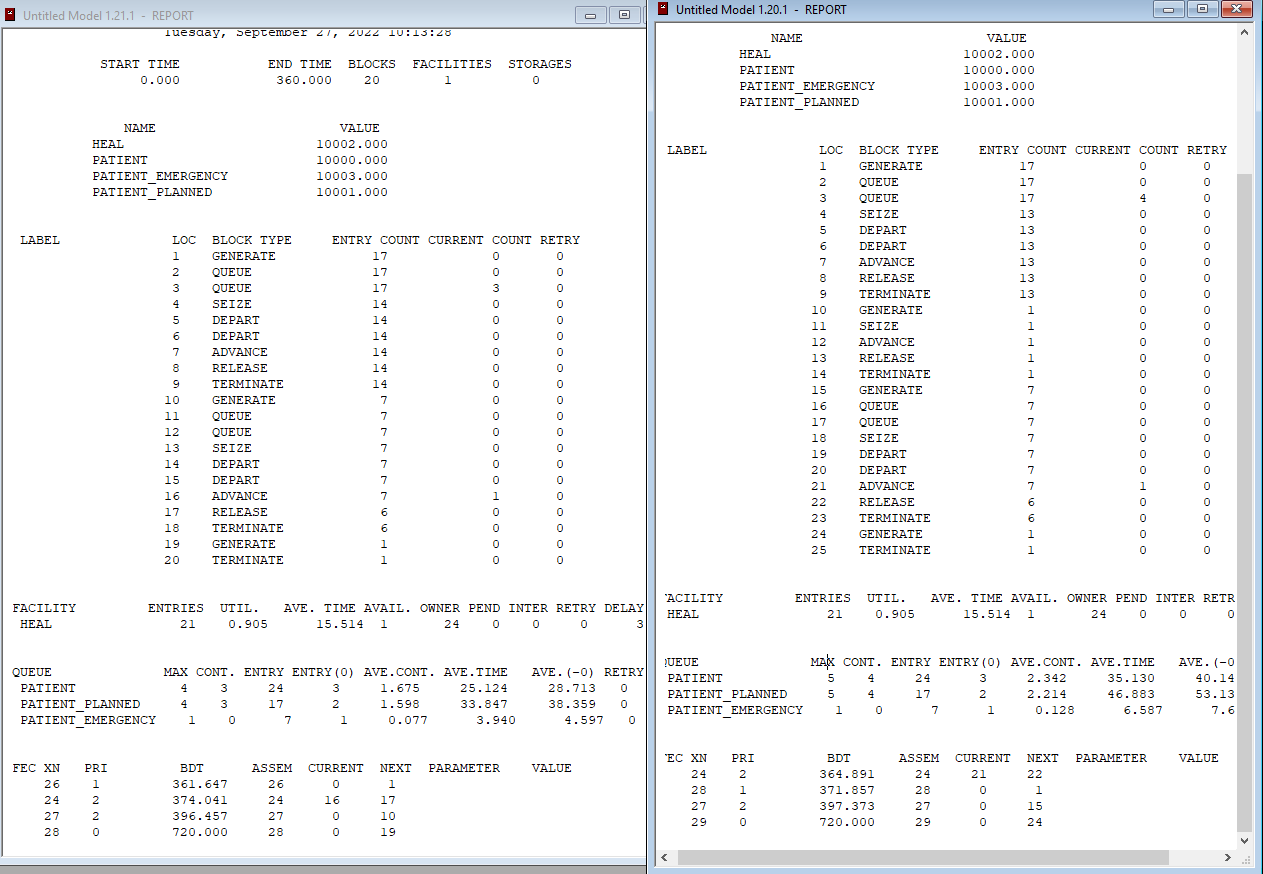 Untitled Model 1.21.1 - REPORT
Tuesday, September 27, 2022 10:13:28
START TIME END TIME BLOCKS FACILITIES STORAGES
0.000 360.000 20 1 0
NAME VALUE
HEAL 10002.000
PATIENT 10000.000
PATIENT_EMERGENCY 10003.000
PATIENT_PLANNED 10001.000
LABEL LOC BLOCK TYPE ENTRY COUNT CURRENT COUNT RETRY
1 GENERATE 17 0 0
2 QUEUE 17 0 0
3 QUEUE 17 3 0
4 SEIZE 14 0 0
5 DEPART 14 0 0
6 DEPART 14 0 0
7 ADVANCE 14 0 0
8 RELEASE 14 0 0
9 TERMINATE 14 0 0
10 GENERATE 7 0 0
11 QUEUE 7 0 0
12 QUEUE 7 0 0
13 SEIZE 7 0 0
14 DEPART 7 0 0
15 DEPART 7 0 0
16 ADVANCE 7 1 0
17 RELEASE 6 0 0
18 TERMINATE 6 0 0
19 GENERATE 1 0 0
20 TERMINATE 1 0 0
FACILITY ENTRIES UTIL. AVE. TIME AVAIL. OWNER PEND INTER RETRY DELAY
HEAL 21 0.905 15.514 1 24 0 0 0 3
QUEUE MAX CONT. ENTRY ENTRY(0) AVE.CONT. AVE.TIME AVE.(-0) RETRY
PATIENT 4 3 24 3 1.675 25.124 28.713 0
PATIENT_PLANNED 4 3 17 2 1.598 33.847 38.359 0
PATIENT_EMERGENCY 1 0 7 1 0.077 3.940 4.597 0
FEC XN PRI BDT ASSEM CURRENT NEXT PARAMETER VALUE
26 1 361.647 26 0 1
24 2 374.041 24 16 17
27 2 396.457 27 0 10
28 0 720.000 28 0 19
Untitled Model 1.20.1 - REPORT
NAME VALUE
HEAL 10002.000
PATIENT 10000.000
PATIENT_EMERGENCY 10003.000
PATIENT_PLANNED 10001.000
LABEL LOC BLOCK TYPE ENTRY COUNT CURRENT COUNT RETRY
1 GENERATE 17 0 0
2 QUEUE 17 0 0
3 QUEUE 17 4 0
4 SEIZE 13 0 0
5 DEPART 13 0 0
6 DEPART 13 0 0
7 ADVANCE 13 0 0
8 RELEASE 13 0 0
9 TERMINATE 13 0 0
10 GENERATE 1 0 0
11 SEIZE 1 0 0
12 ADVANCE 1 0 0
13 RELEASE 1 0 0
14 TERMINATE 1 0 0
15 GENERATE 7 0 0
16 QUEUE 7 0 0
17 QUEUE 7 0 0
18 SEIZE 7 0 0
19 DEPART 7 0 0
20 DEPART 7 0 0
21 ADVANCE 7 1 0
22 RELEASE 6 0 0
23 TERMINATE 6 0 0
24 GENERATE 1 0 0
25 TERMINATE 1 0 0
FACILITY ENTRIES UTIL. AVE. TIME AVAIL. OWNER PEND INTER RETR
HEAL 21 0.905 15.514 1 24 0 0 0
QUEUE MAX CONT. ENTRY ENTRY(0) AVE.CONT. AVE.TIME AVE.(-0
PATIENT 5 4 24 3 2.342 35.130 40.14
PATIENT_PLANNED 5 4 17 2 2.214 46.883 53.13
PATIENT_EMERGENCY 1 0 7 1 0.128 6.587 7.6
FEC XN PRI BDT ASSEM CURRENT NEXT PARAMETER VALUE
24 2 364.891 24 21 22
28 1 371.857 28 0 1
27 2 397.373 27 0 15
29 0 720.000 29 0 24